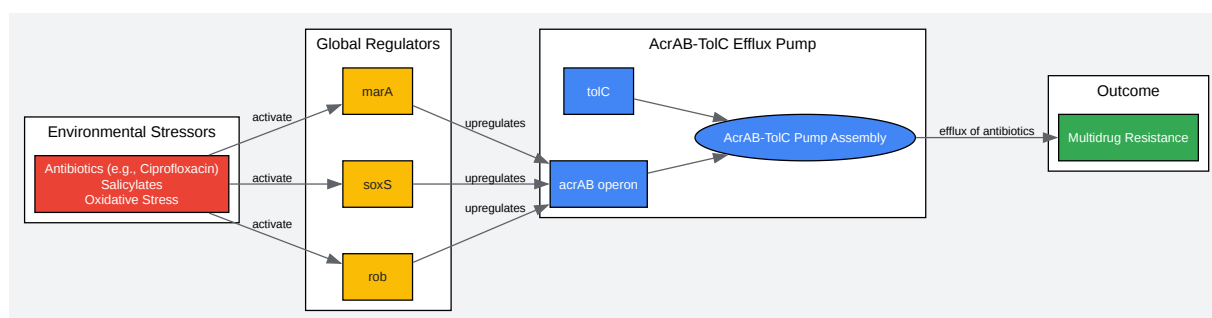 Environmental Stressors
Antibiotics (e.g., Ciprofloxacin)
Salicylates
Oxidative Stress
activate
activate
activate
Global Regulators
marA
soxS
rob
upregulates
upregulates
upregulates
AcrAB-TolC Efflux Pump
tolC
acrAB operon
AcrAB-TolC Pump Assembly
efflux of antibiotics
Outcome
Multidrug Resistance